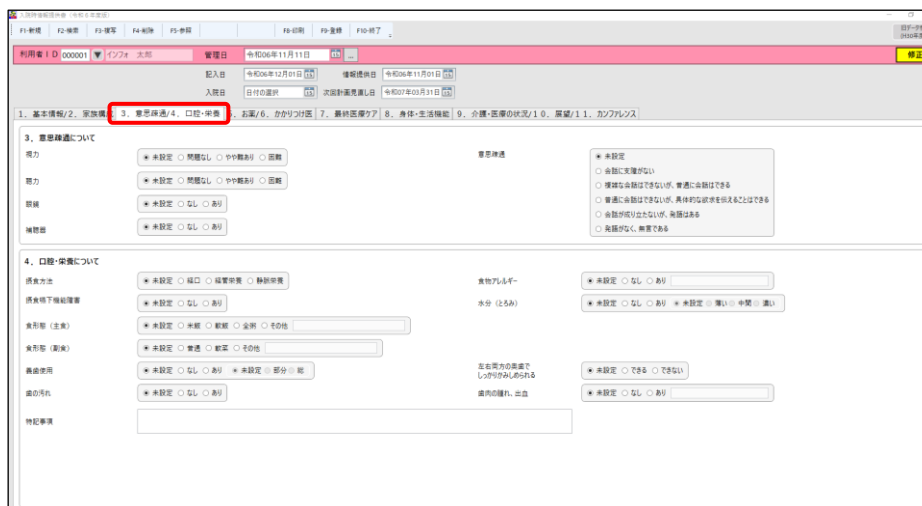 入院時情報提供書（令和６年度版）
F1-新規 F2-検索 F3-複写 F4-削除 F5-参照 F8-印刷 F9-登録 F10-終了
利用者ＩＤ 000001 インフォ 太郎 管理日 令和06年11月11日 15 ... 修正
記入日 令和06年12月01日 15 情報提供日 令和06年11月01日 15
入院日 日付の選択 15 次回計画見直し日 令和07年03月31日 15
1．基本情報/2．家族構 3．意思疎通/4．口腔・栄養 ．お薬/6．かかりつけ医 7．最終医療ケア 8．身体・生活機能 9．介護・医療の状況/10．展望/11．カンファレンス
3．意思疎通について
視力 未設定 問題なし やや難あり 困難
聴力 未設定 問題なし やや難あり 困難
眼鏡 未設定 なし あり
補聴器 未設定 なし あり
意思疎通 未設定
会話に支障がない
複雑な会話はできないが、普通に会話はできる
普通に会話はできないが、具体的な欲求を伝えることはできる
会話が成り立たないが、発語はある
発語がなく、無言である
4．口腔・栄養について
摂食方法 未設定 経口 経管栄養 静脈栄養
食物アレルギー 未設定 なし あり
摂食嚥下機能障害 未設定 なし あり
水分（とろみ） 未設定 なし あり 未設定 薄い 中間 濃い
食形態（主食） 未設定 米飯 軟飯 全粥 その他
食形態（副食） 未設定 普通 軟菜 その他
義歯使用 未設定 なし あり 未設定 部分 総
左右両方の奥歯で
しっかりかみしめられる 未設定 できる できない
歯の汚れ 未設定 なし あり
歯肉の腫れ、出血 未設定 なし あり
特記事項